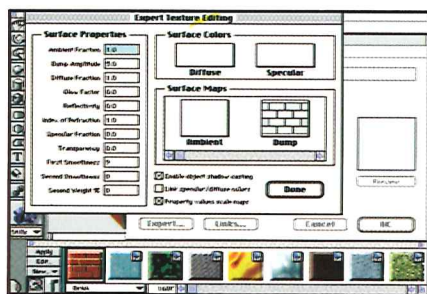 Expert Texture Editing
Surface Properties
Ambient Fraction 1.0
Bump Amplitude
Diffuse Fraction 1.0
Glow Factor 0.0
Reflectivity 0.0
Index of Refraction 1.0
Specular Fraction 0.0
Transparency 0.0
First Smoothness
Second Smoothness 0
Second Weight % 0
Surface Colors
Diffuse
Specular
Surface Maps
Ambient
Bump
Enable object shadow casting
Link specular/diffuse colors
Property values scale maps
Done
Preview
Expert...
Links...
Cancel
OK
Apply
Edit...
New...
Brick